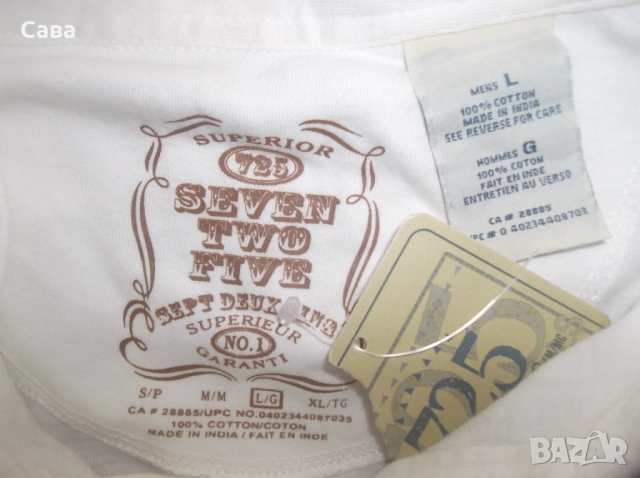 Сава
SUPERIOR
725
SEVEN
TWO
FIVE
SEPT DEUX
SUPERIEUR
NO.1
GARANTI
S/P M/M L/G XL/TG
CA # 28885/UPC NO.0402344087035
100% COTTON/COTON
MADE IN INDIA / FAIT EN INDE
MENS L
100% COTTON
MADE IN INDIA
SEE REVERSE FOR CARE
HOMMES G
100% COTON
FAIT EN INDE
ENTRETIEN AU VERSO
CA # 28885
UPC # 0 40234408703
725
TM/MC
BAZAR